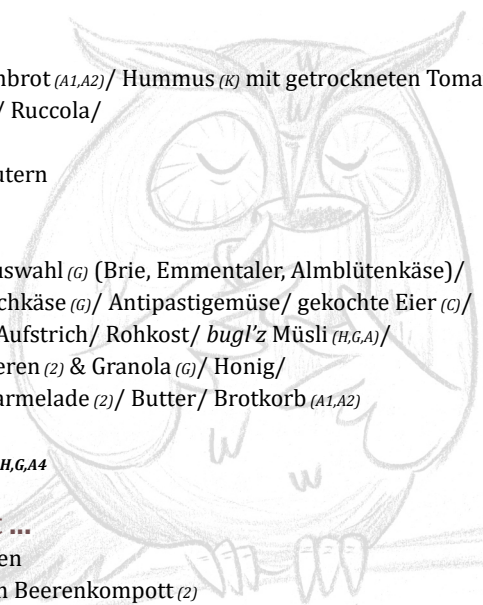 nbrot (A1,A2)/ Hummus (K) mit getrockneten Toma
/ Ruccola/
utern
uswahl (G) (Brie, Emmentaler, Almblütenkäse)/
chkäse (G)/ Antipastigemüse/ gekochte Eier (C)/
Aufstrich/ Rohkost/ bugl'z Müsli (H,G,A)/
eren (2) & Granola (G)/ Honig/
armelade (2)/ Butter/ Brotkorb (A1,A2)
H,G,A4
...
en
n Beerenkompott (2)